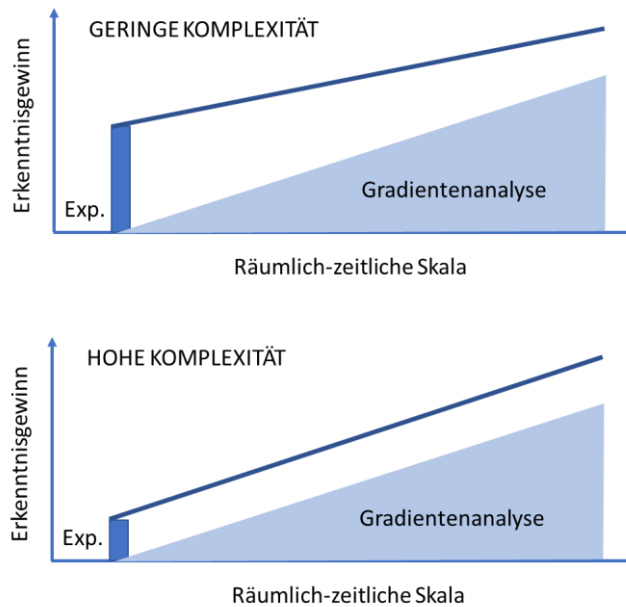 GERINGE KOMPLEXITÄT
Erkenntnisgewinn
Exp.
Gradientenanalyse
Räumlich-zeitliche Skala
HOHE KOMPLEXITÄT
Erkenntnisgewinn
Exp.
Gradientenanalyse
Räumlich-zeitliche Skala